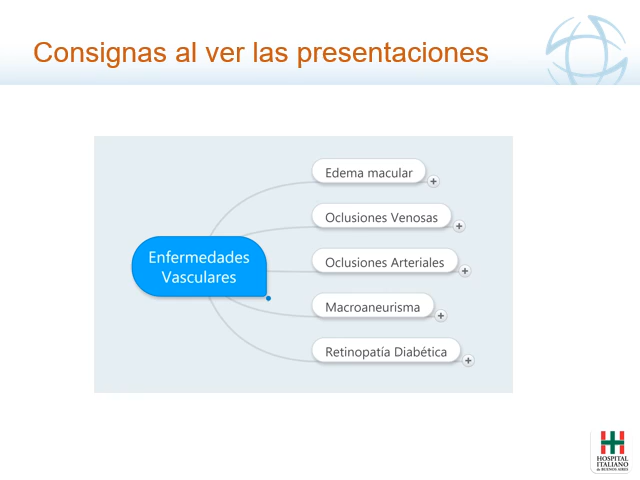 Consignas al ver las presentaciones
Edema macular
Oclusiones Venosas
Enfermedades
Vasculares
Oclusiones Arteriales
Macroaneurisma
Retinopatía Diabética
HOSPITAL
ITALIANO
de BUENOS AIRES